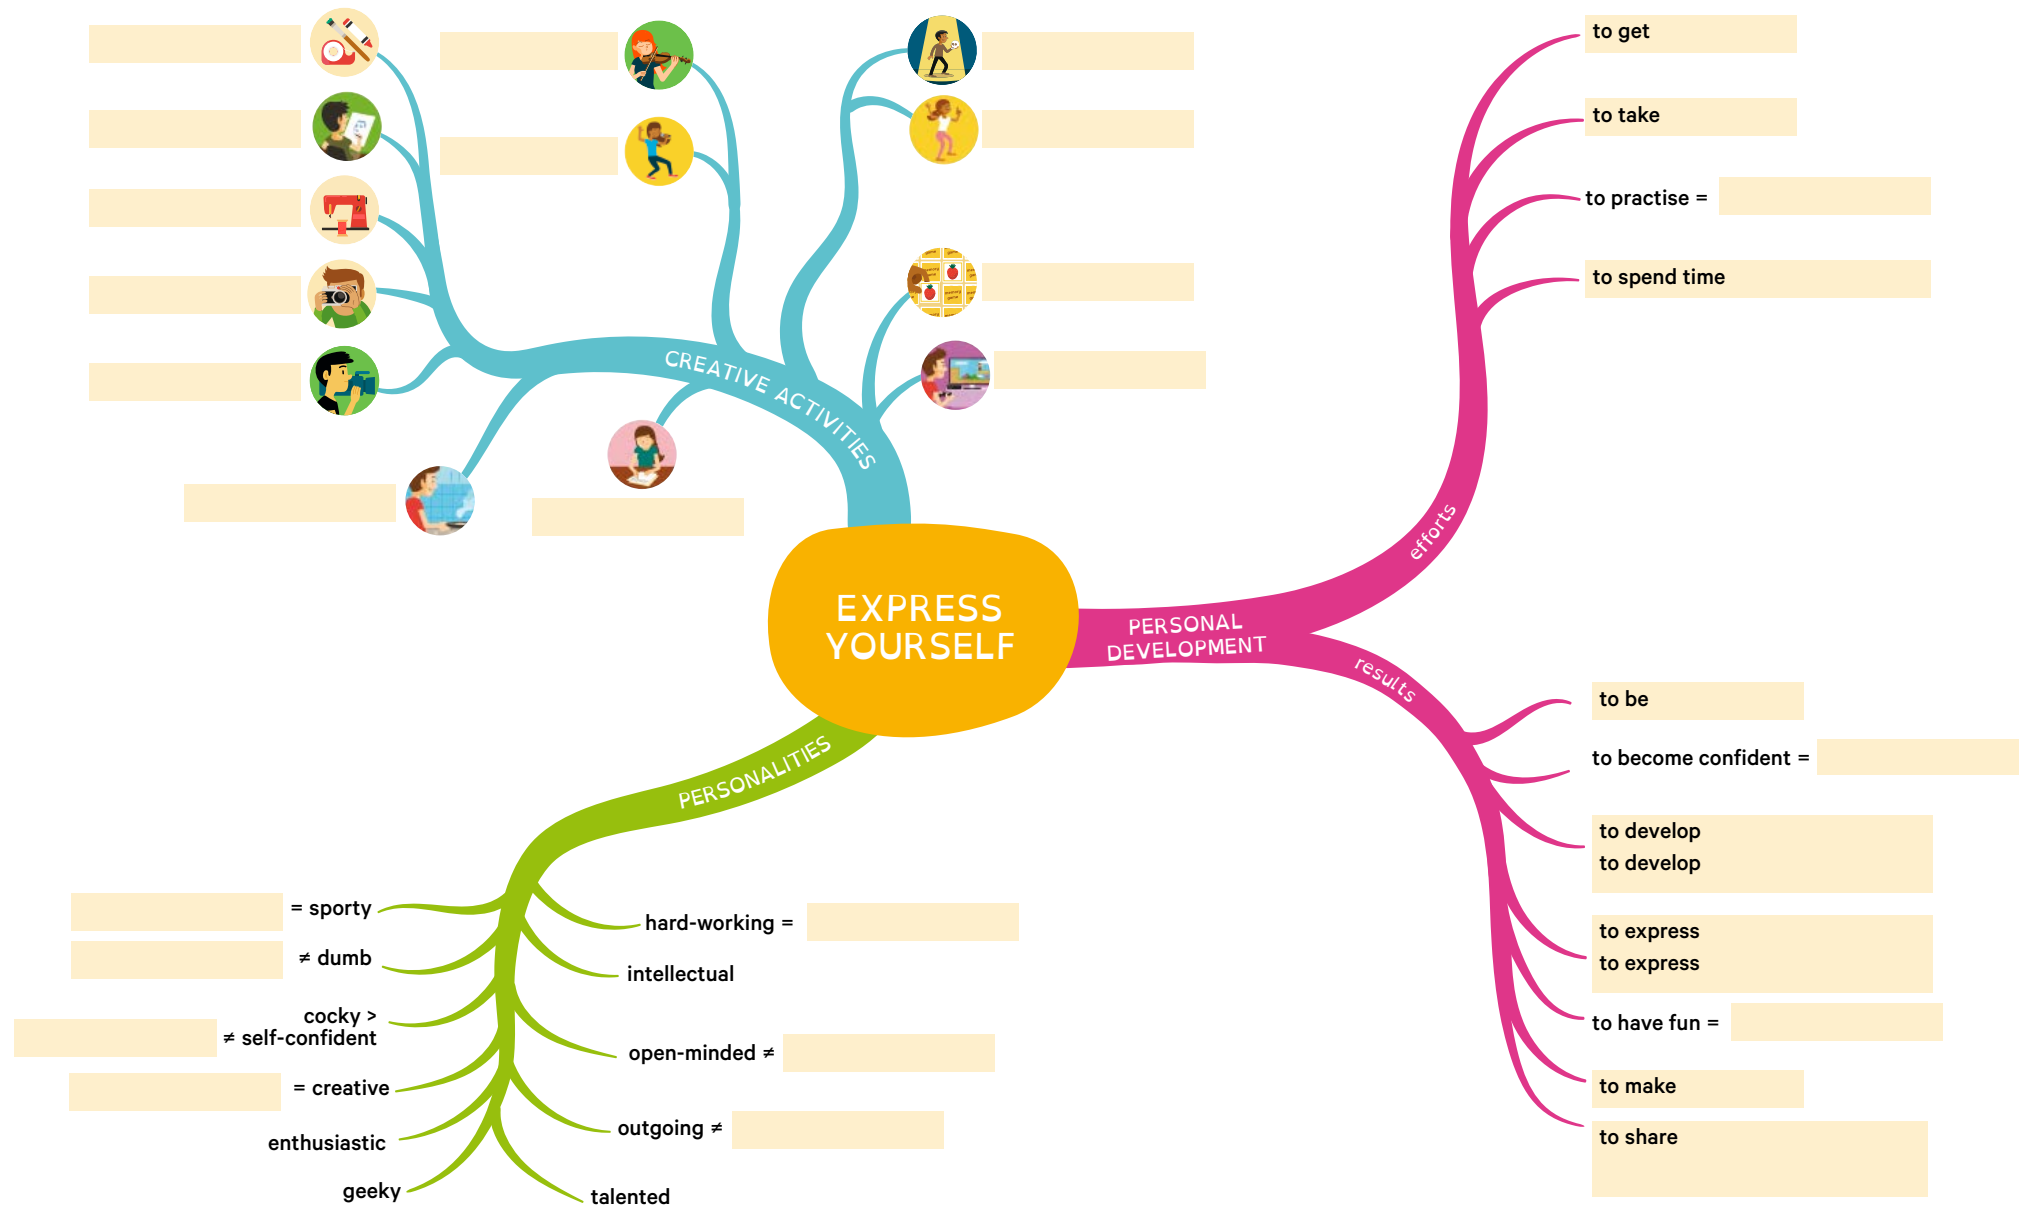 CREATIVE ACTIVITIES
EXPRESS
YOURSELF
PERSONAL
DEVELOPMENT
efforts
to get
to take
to practise =
to spend time
results
to be
to become confident =
to develop
to develop
to express
to express
to have fun =
to make
to share
PERSONALITIES
= sporty
≠ dumb
cocky >
≠ self-confident
= creative
enthusiastic
geeky
hard-working =
intellectual
open-minded ≠
outgoing ≠
talented